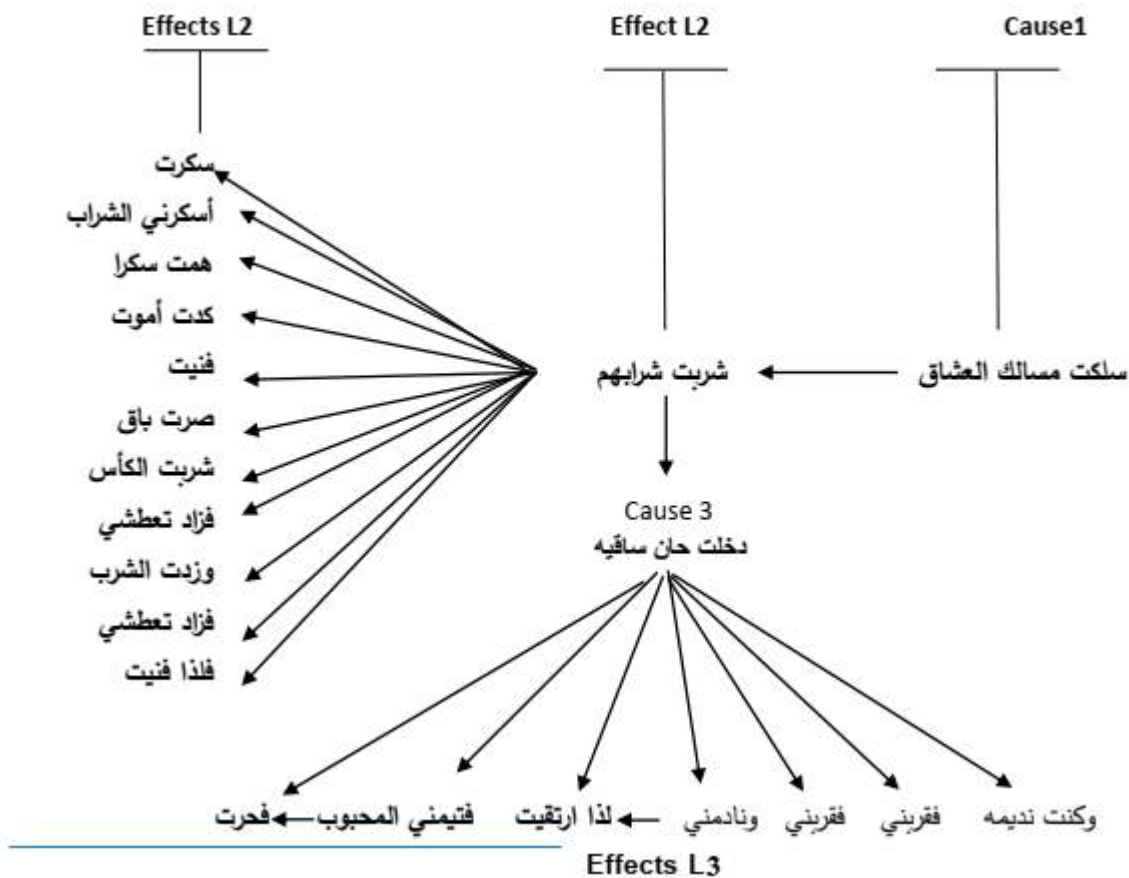 Effects L2
Effect L2
Cause1
سكرت
أسكرني الشراب
همت سكرا
كدت أموت
فنيت
صرت باق
شربت الكأس
فزاد تعطشي
وزدت الشرب
فزاد تعطشي
فلذا فنيت
سلكت مسالك العشاق
شربت شرابهم
Cause 3
دخلت حان ساقيه
وكنت نديمه
فقربني
فقربني
ونادمني
لذا ارتقيت
فتيمني المحبوب
فحرت
Effects L3